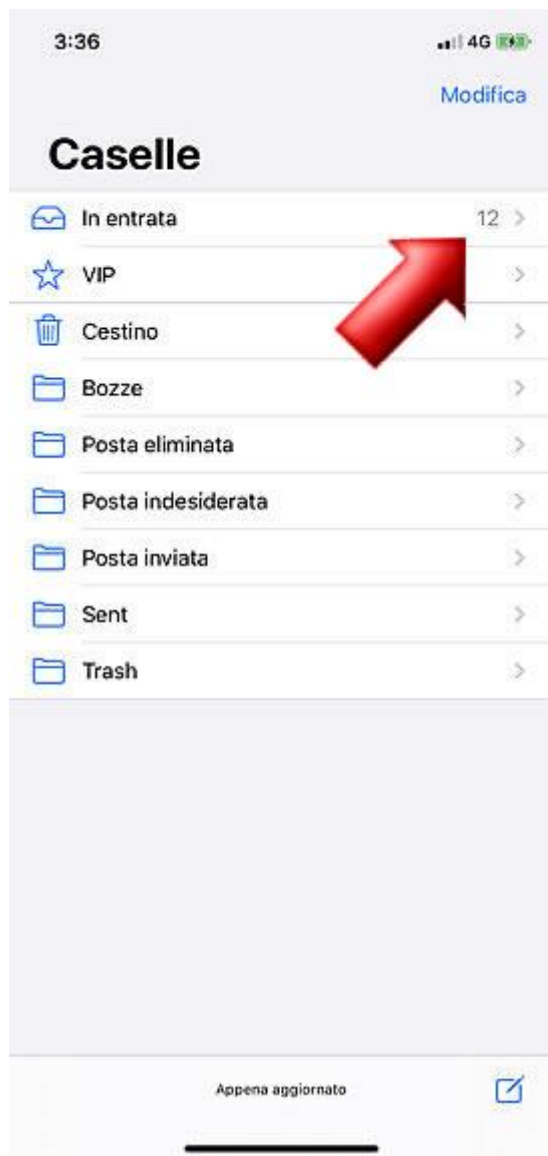 3:36
4G
Modifica
Caselle
In entrata 12
VIP
Cestino
Bozze
Posta eliminata
Posta indesiderata
Posta inviata
Sent
Trash
Appena aggiornato